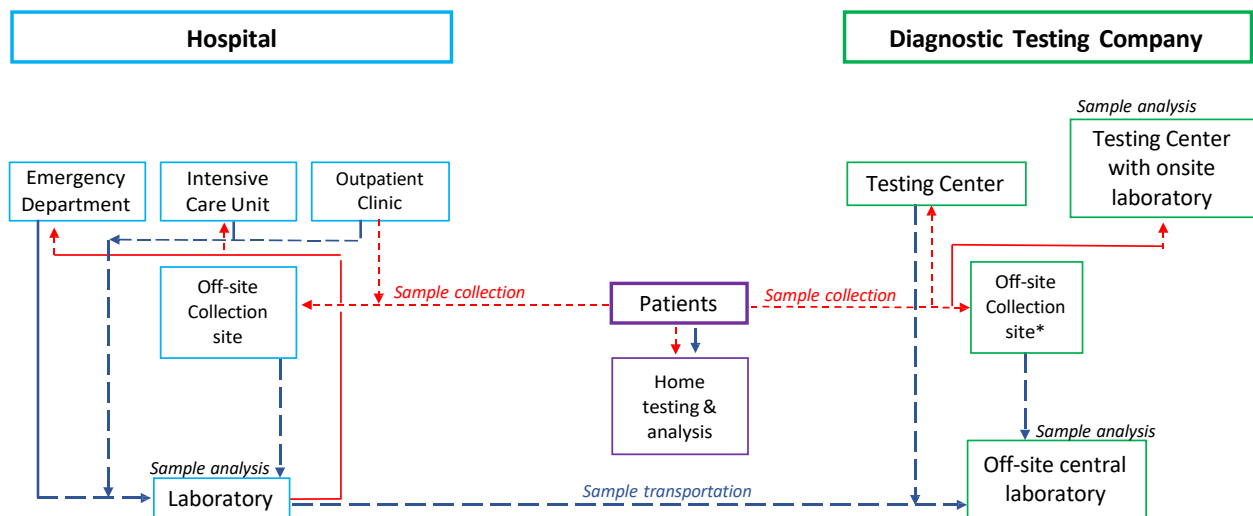 Hospital
Diagnostic Testing Company
Sample analysis
Testing Center
with onsite
laboratory
Emergency
Department
Intensive
Care Unit
Outpatient
Clinic
Testing Center
Off-site
Collection
site
Sample collection
Patients
Sample collection
Off-site
Collection
site*
Home
testing &
analysis
Sample analysis
Laboratory
Sample transportation
Sample analysis
Off-site central
laboratory